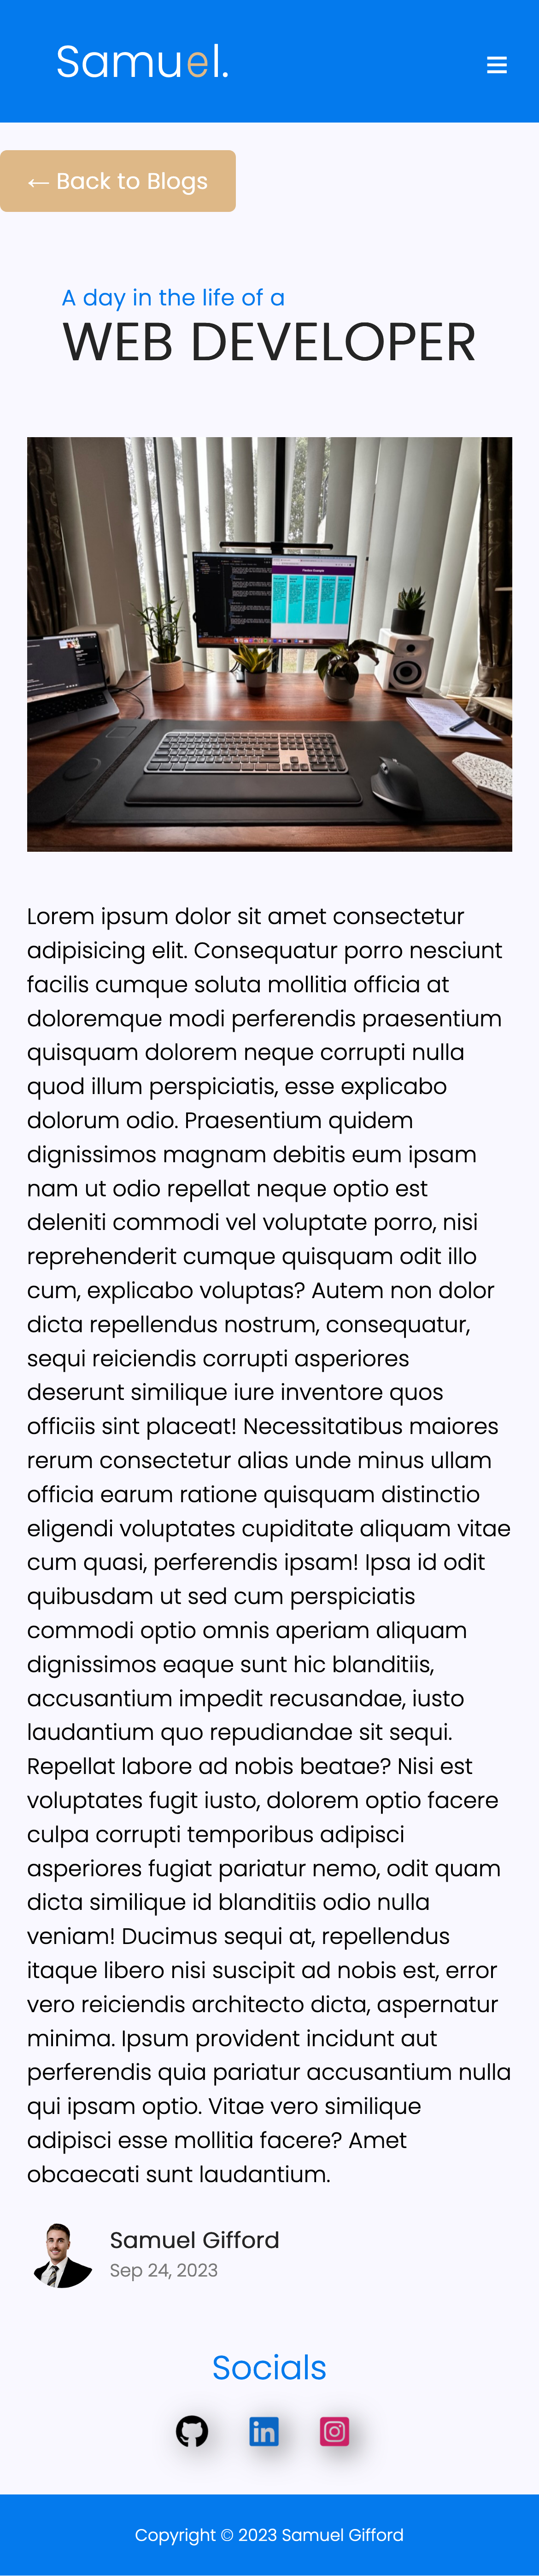 Samuel.
← Back to Blogs
A day in the life of a
WEB DEVELOPER
Lorem ipsum dolor sit amet consectetur
adipisicing elit. Consequatur porro nesciunt
facilis cumque soluta mollitia officia at
doloremque modi perferendis praesentium
quisquam dolorem neque corrupti nulla
quod illum perspiciatis, esse explicabo
dolorum odio. Praesentium quidem
dignissimos magnam debitis eum ipsam
nam ut odio repellat neque optio est
deleniti commodi vel voluptate porro, nisi
reprehenderit cumque quisquam odit illo
cum, explicabo voluptas? Autem non dolor
dicta repellendus nostrum, consequatur,
sequi reiciendis corrupti asperiores
deserunt similique iure inventore quos
officiis sint placeat! Necessitatibus maiores
rerum consectetur alias unde minus ullam
officia earum ratione quisquam distinctio
eligendi voluptates cupiditate aliquam vitae
cum quasi, perferendis ipsam! Ipsa id odit
quibusdam ut sed cum perspiciatis
commodi optio omnis aperiam aliquam
dignissimos eaque sunt hic blanditiis,
accusantium impedit recusandae, iusto
laudantium quo repudiandae sit sequi.
Repellat labore ad nobis beatae? Nisi est
voluptates fugit iusto, dolorem optio facere
culpa corrupti temporibus adipisci
asperiores fugiat pariatur nemo, odit quam
dicta similique id blanditiis odio nulla
veniam! Ducimus sequi at, repellendus
itaque libero nisi suscipit ad nobis est, error
vero reiciendis architecto dicta, aspernatur
minima. Ipsum provident incidunt aut
perferendis quia pariatur accusantium nulla
qui ipsam optio. Vitae vero similique
adipisci esse mollitia facere? Amet
obcaecati sunt laudantium.
Samuel Gifford
Sep 24, 2023
Socials
in
Copyright © 2023 Samuel Gifford